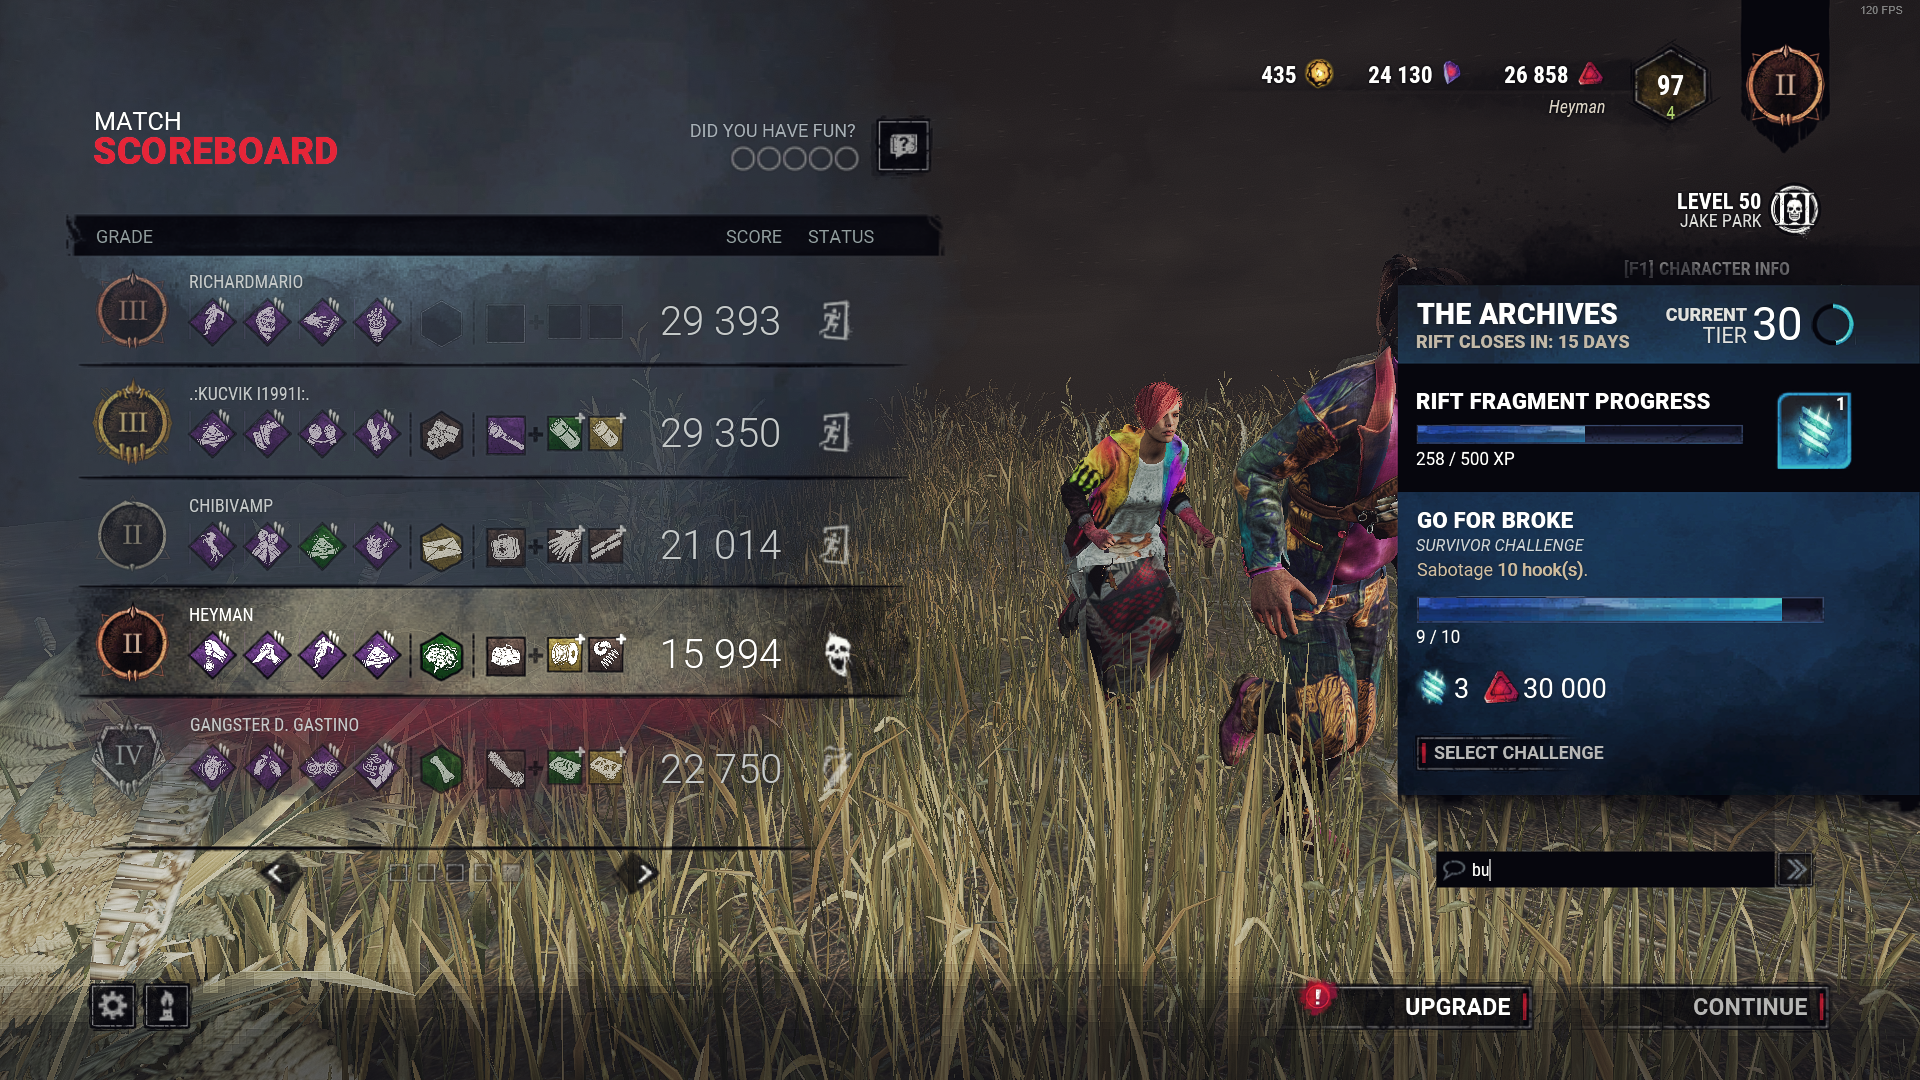 120 FPS
435
24 130
26 858
Heyman
97
4
II
MATCH
SCOREBOARD
DID YOU HAVE FUN?
?
LEVEL 50
JAKE PARK
II
[F1] CHARACTER INFO
GRADE SCORE STATUS
III
RICHARDMARIO
29 393
III
.:KUCVIK I1991I:.
29 350
II
CHIBIVAMP
21 014
II
HEYMAN
15 994
IV
GANGSTER D. GASTINO
22 750
THE ARCHIVES
RIFT CLOSES IN: 15 DAYS
CURRENT
TIER 30
RIFT FRAGMENT PROGRESS
1
258 / 500 XP
GO FOR BROKE
SURVIVOR CHALLENGE
Sabotage 10 hook(s).
9 / 10
3 30 000
SELECT CHALLENGE
bu
!
UPGRADE
CONTINUE